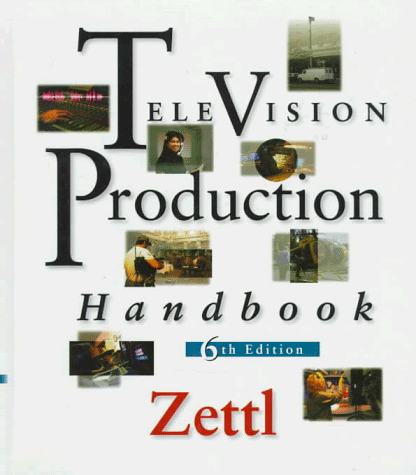 TELEVISION
Production
Handbook
6th Edition
Zettl